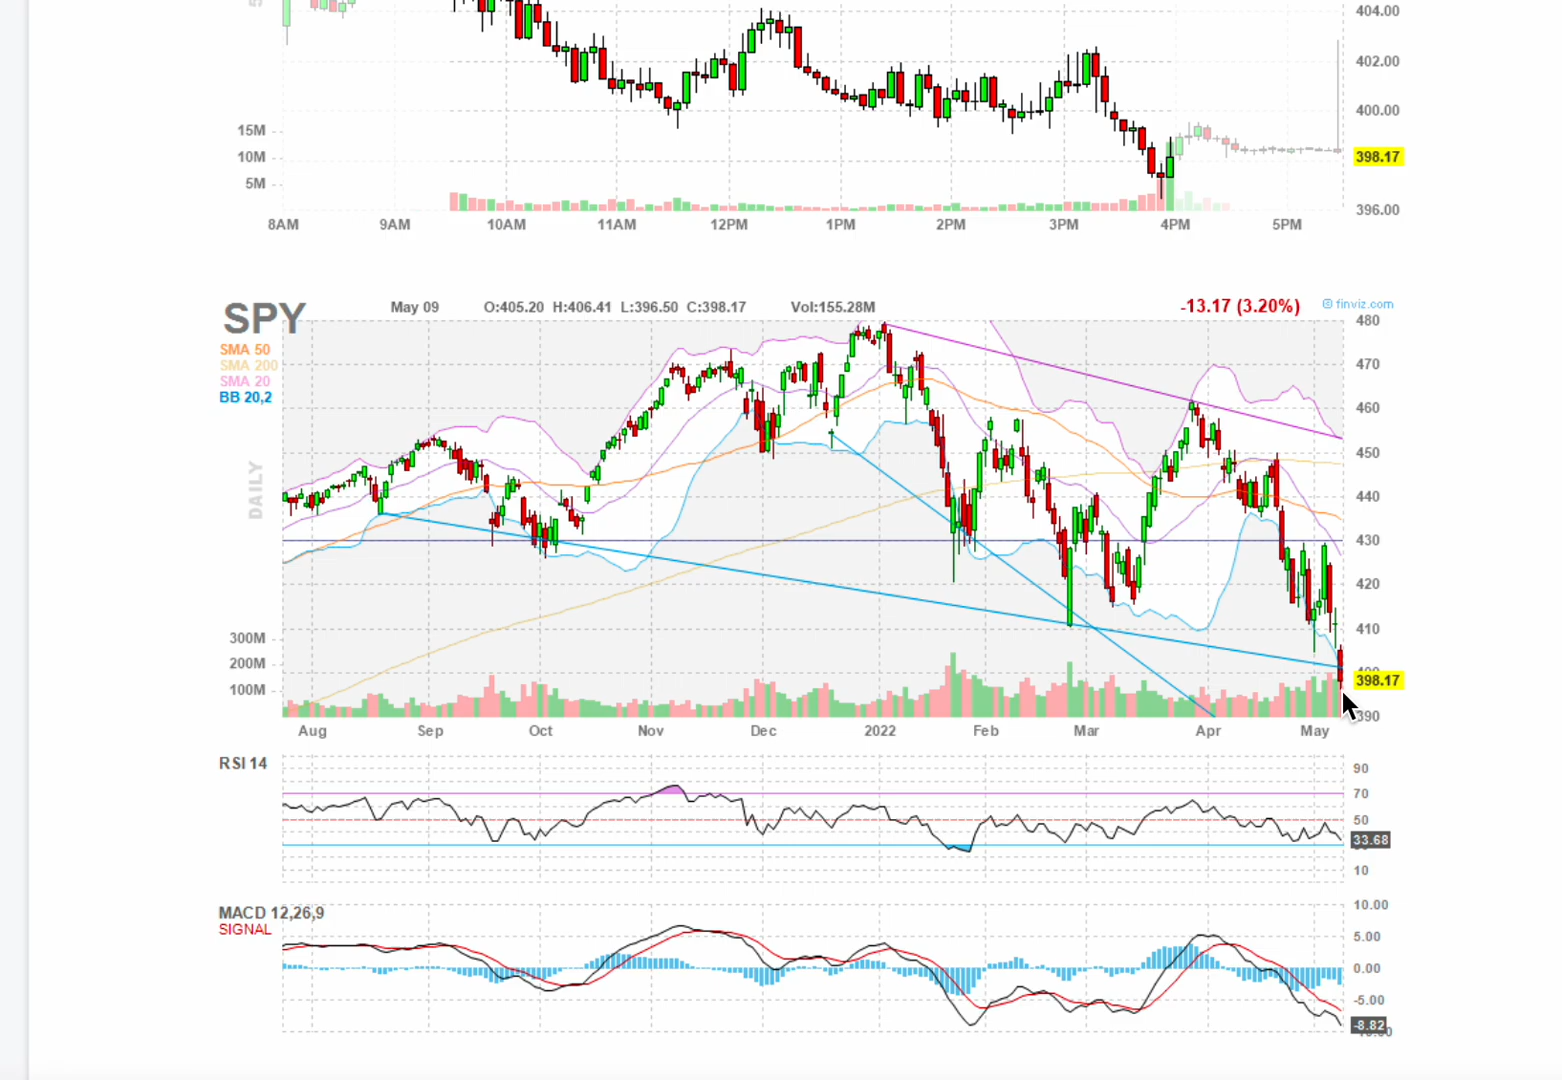 404.00
402.00
400.00
15M
10M
398.17
5M
396.00
8AM 9AM 10AM 11AM 12PM 1PM 2PM 3PM 4PM 5PM
SPY May 09 O:405.20 H:406.41 L:396.50 C:398.17 Vol:155.28M -13.17 (3.20%) © finviz.com
480
SMA 50
SMA 200
470
SMA 20
BB 20,2
460
450
DAILY
440
430
420
410
300M
200M
398.17
100M
390
Aug Sep Oct Nov Dec 2022 Feb Mar Apr May
RSI 14
90
70
50
33.68
10
MACD 12,26,9
10.00
SIGNAL
5.00
0.00
-5.00
-8.82